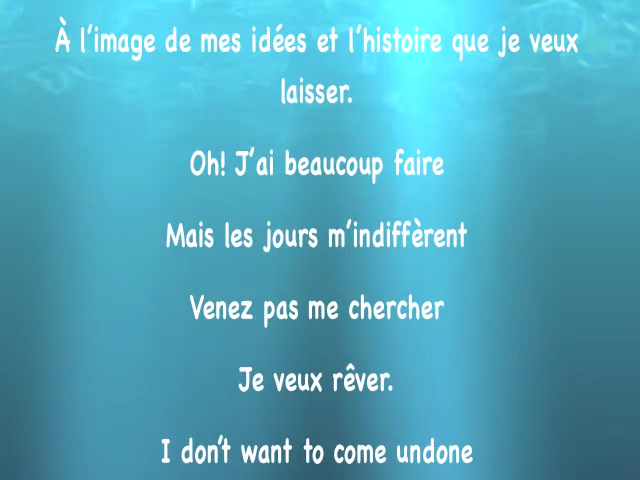 À l'image de mes idées et l'histoire que je veux
laisser.
Oh! J'ai beaucoup faire
Mais les jours m'indiffèrent
Venez pas me chercher
Je veux rêver.
I don't want to come undone